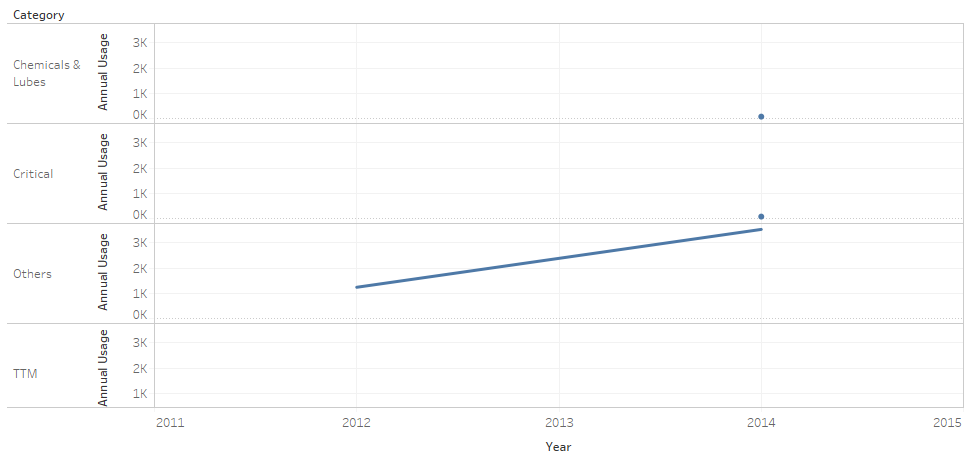 Category
Chemicals &
Lubes
Annual Usage
3K
2K
1K
0K
Critical
Annual Usage
3K
2K
1K
0K
Others
Annual Usage
3K
2K
1K
0K
TTM
Annual Usage
3K
2K
1K
2011 2012 2013 2014 2015
Year